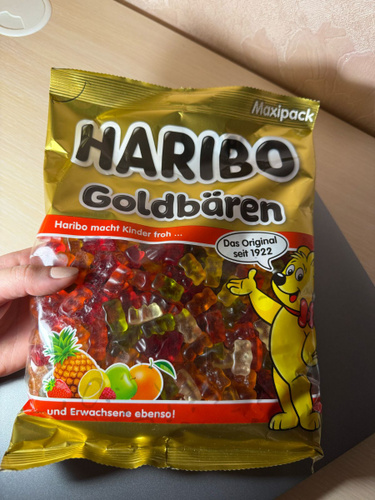 Maxipack
HARIBO
Goldbären
Haribo macht Kinder froh ...
Das Original
seit 1922
...und Erwachsene ebenso!